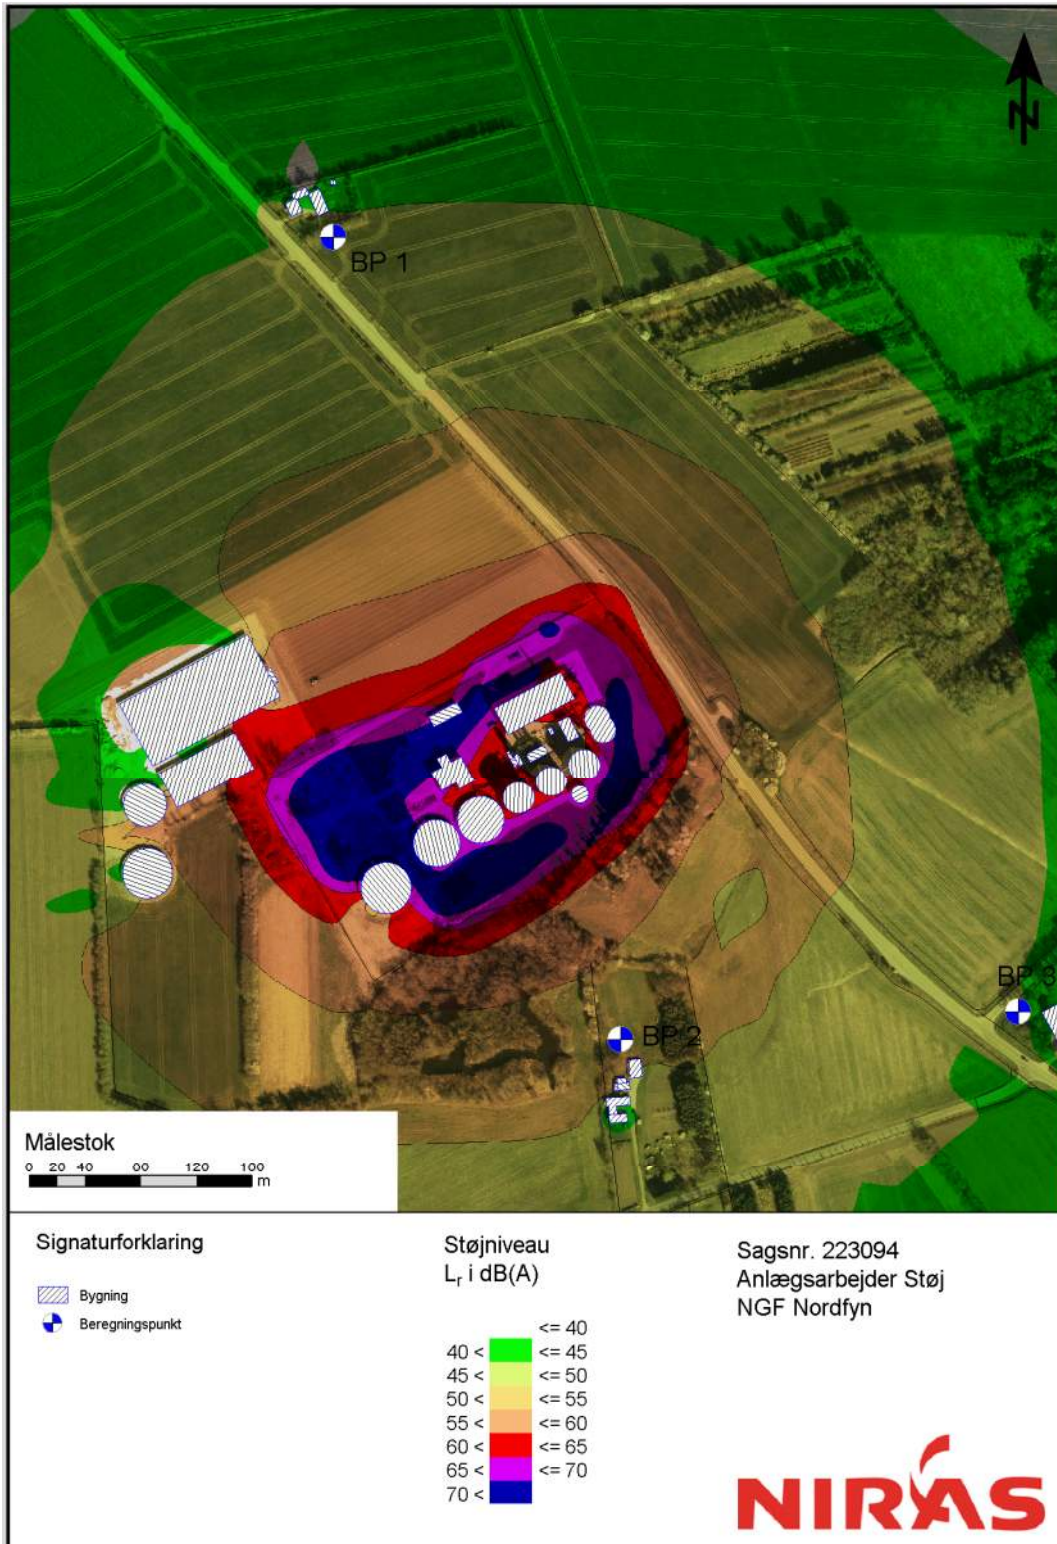 N
BP 1
BP 3
BP 2
Målestok
0 20 40 00 120 100
m
Signaturforklaring
Bygning
Beregningspunkt
Støjniveau
Lr i dB(A)
<= 40
40 < <= 45
45 < <= 50
50 < <= 55
55 < <= 60
60 < <= 65
65 < <= 70
70 <
Sagsnr. 223094
Anlægsarbejder Støj
NGF Nordfyn
NIRAS